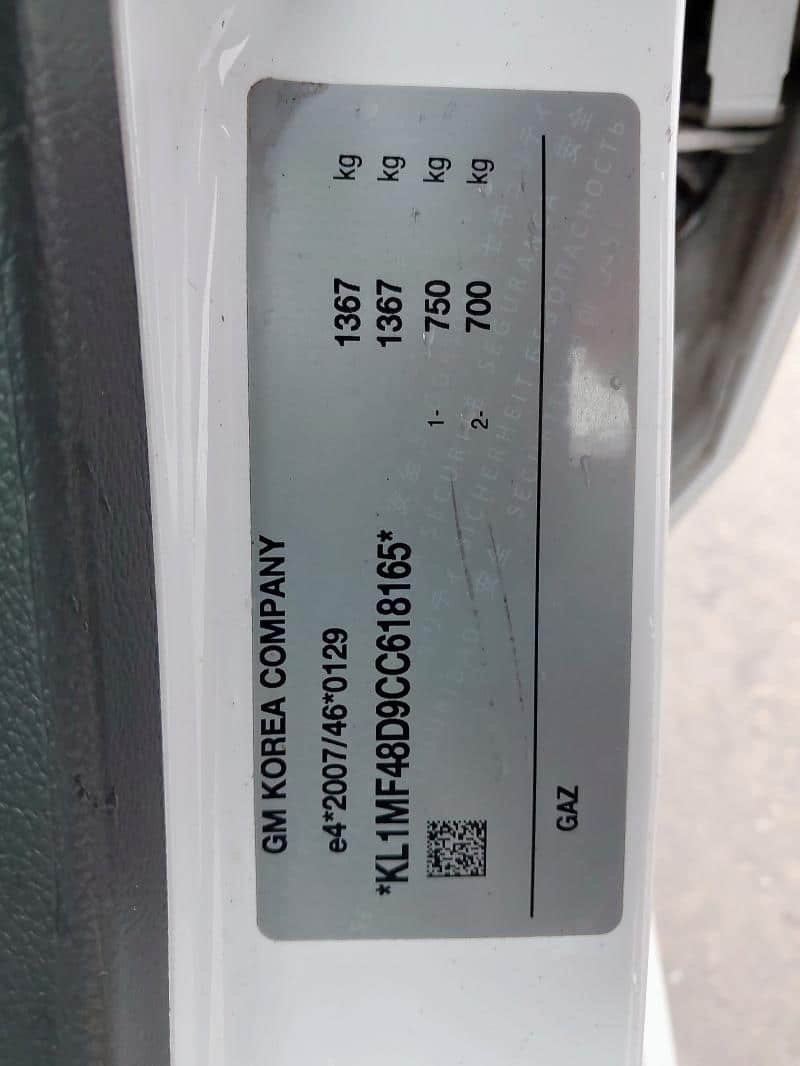 GM KOREA COMPANY
e4*2007/46*0129
*KL1MF48D9CC618165*
1367 kg
1367 kg
1- 750 kg
2- 700 kg
GAZ